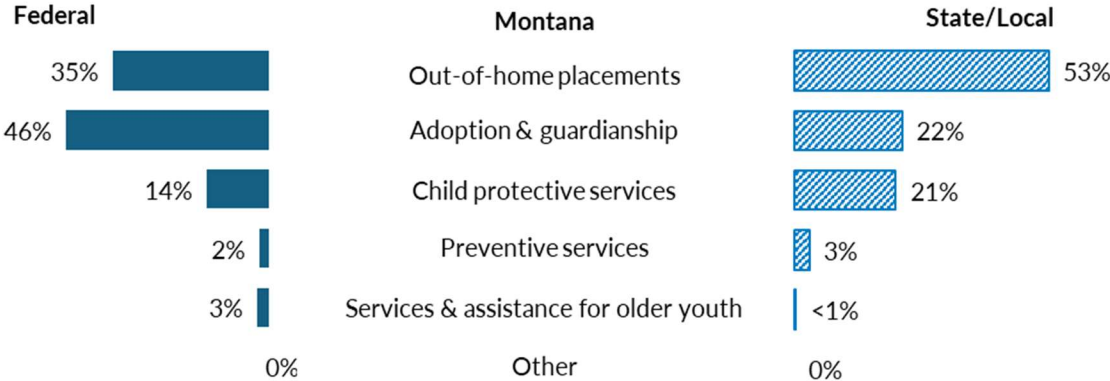 Federal Montana State/Local
35% Out-of-home placements 53%
46% Adoption & guardianship 22%
14% Child protective services 21%
2% Preventive services 3%
3% Services & assistance for older youth <1%
0% Other 0%